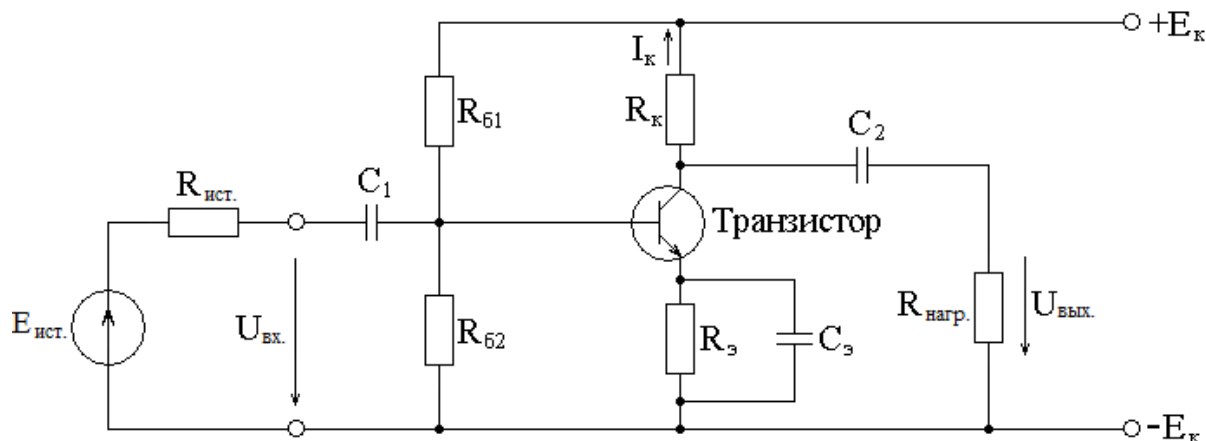 +Eк
Iк
Rб1
Rк
C2
Rист.
C1
Транзистор
Eист.
Uвх.
Rб2
Rэ
Cэ
Rнагр.
Uвых.
-Eк